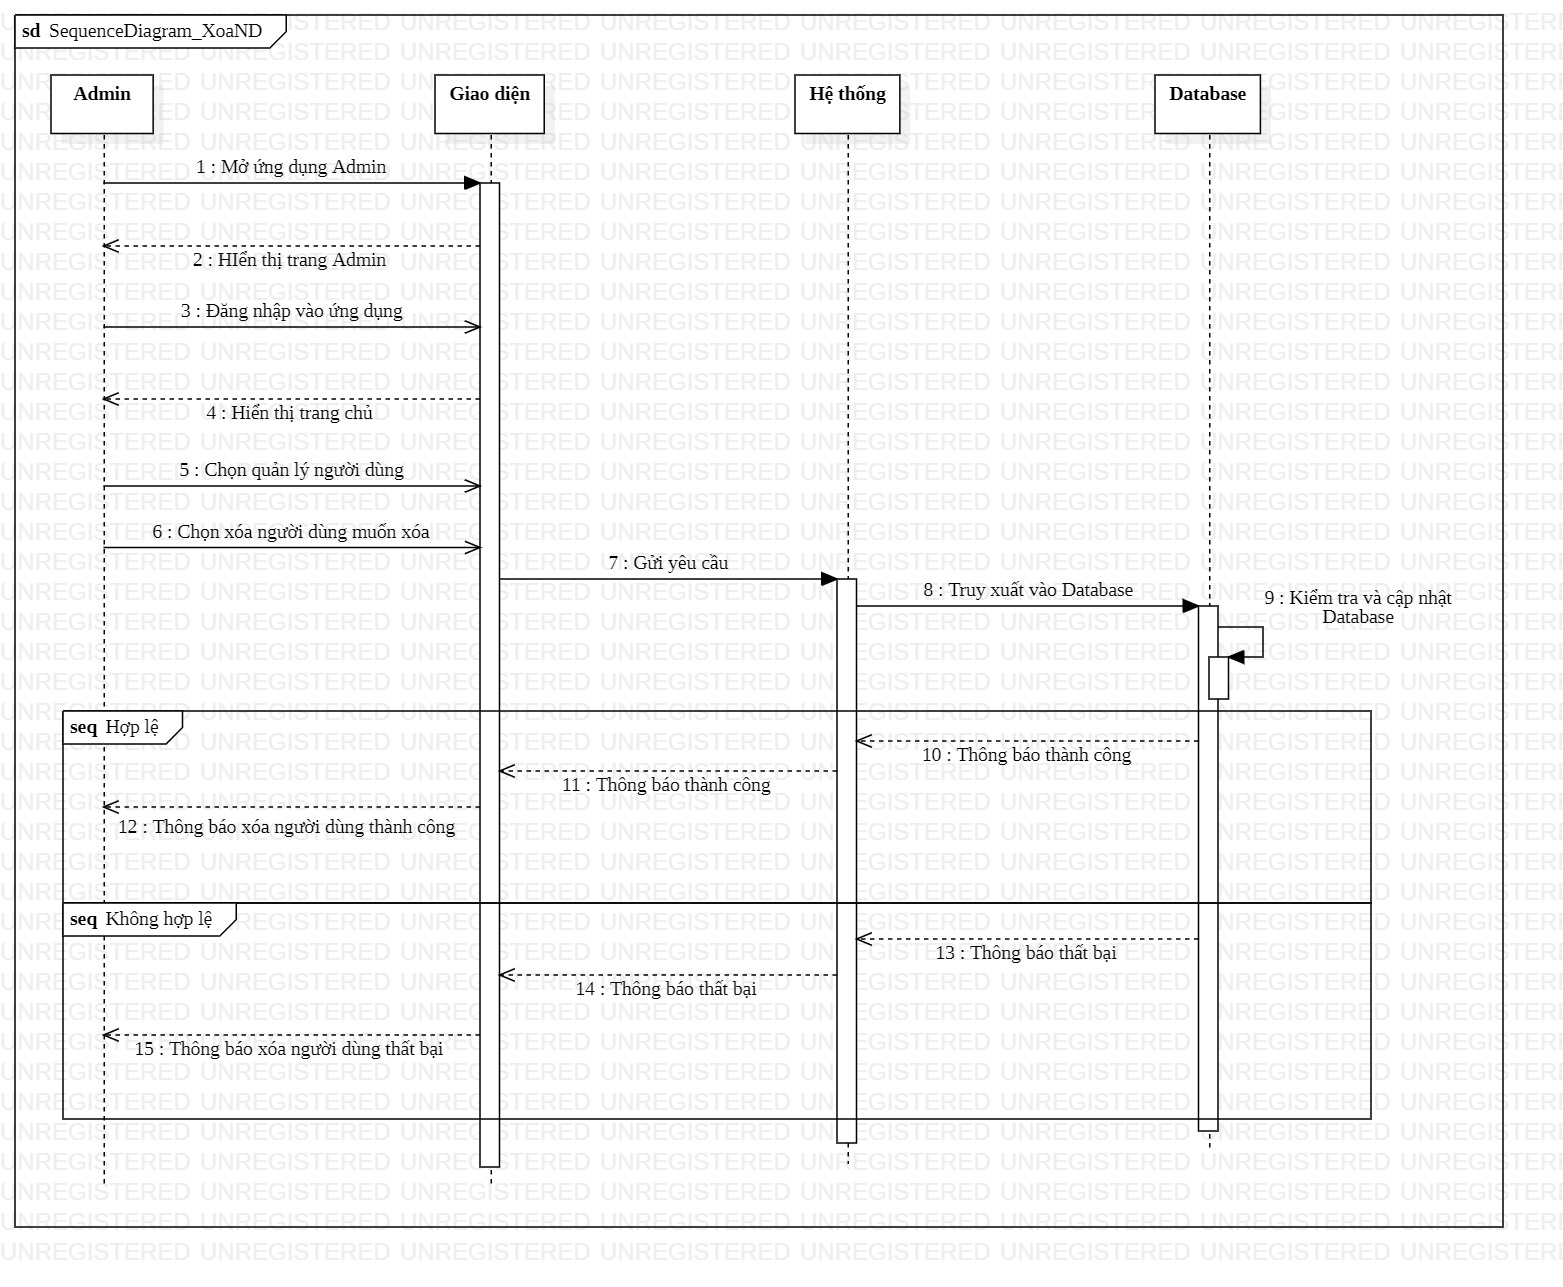 sd SequenceDiagram_XoaND
Admin
Giao diện
Hệ thống
Database
1 : Mở ứng dụng Admin
2 : HIển thị trang Admin
3 : Đăng nhập vào ứng dụng
4 : Hiển thị trang chủ
5 : Chọn quản lý người dùng
6 : Chọn xóa người dùng muốn xóa
7 : Gửi yêu cầu
8 : Truy xuất vào Database
9 : Kiểm tra và cập nhật
Database
seq Hợp lệ
10 : Thông báo thành công
11 : Thông báo thành công
12 : Thông báo xóa người dùng thành công
seq Không hợp lệ
13 : Thông báo thất bại
14 : Thông báo thất bại
15 : Thông báo xóa người dùng thất bại
UNREGISTERED